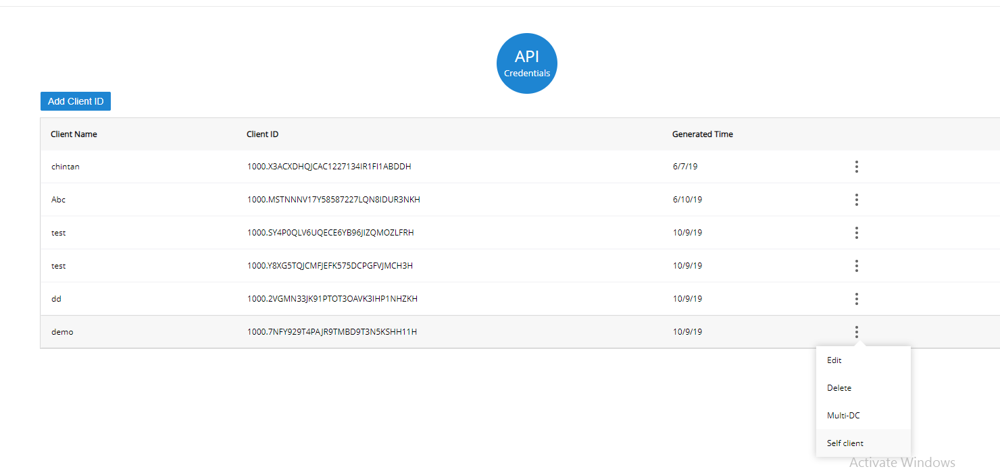 API
Credentials
Add Client ID
Client Name Client ID Generated Time
chintan 1000.X3ACXDHQJCAC1227134IR1FI1ABDDH 6/7/19
Abc 1000.MSTNNNV17Y58587227LQN8IDUR3NKH 6/10/19
test 1000.SY4P0QLV6UQECE6YB96JIZQMOZLFRH 10/9/19
test 1000.Y8XG5TQJCMFJEFK575DCPGFVJMCH3H 10/9/19
dd 1000.2VGMN33JK91PTOT3OAVK3IHP1NHZKH 10/9/19
demo 1000.7NFY929T4PAJR9TMBD9T3N5KSHH11H 10/9/19
Edit
Delete
Multi-DC
Self client
Activate Windows